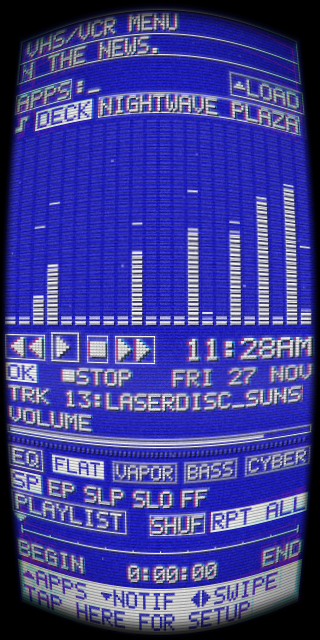 VHS/VCR MENU
N THE NEWS.
APPS:_ ▲LOAD
DECK NIGHTWAVE PLAZA
11:28AM
OK ■STOP FRI 27 NOV
TRK 13:LASERDISC_SUNS
VOLUME
EQ FLAT VAPOR BASS CYBER
SP EP SLP SLO FF
PLAYLIST SHUF RPT ALL
BEGIN 0:00:00 END
▲APPS ▼NOTIF ◀▶SWIPE
TAP HERE FOR SETUP